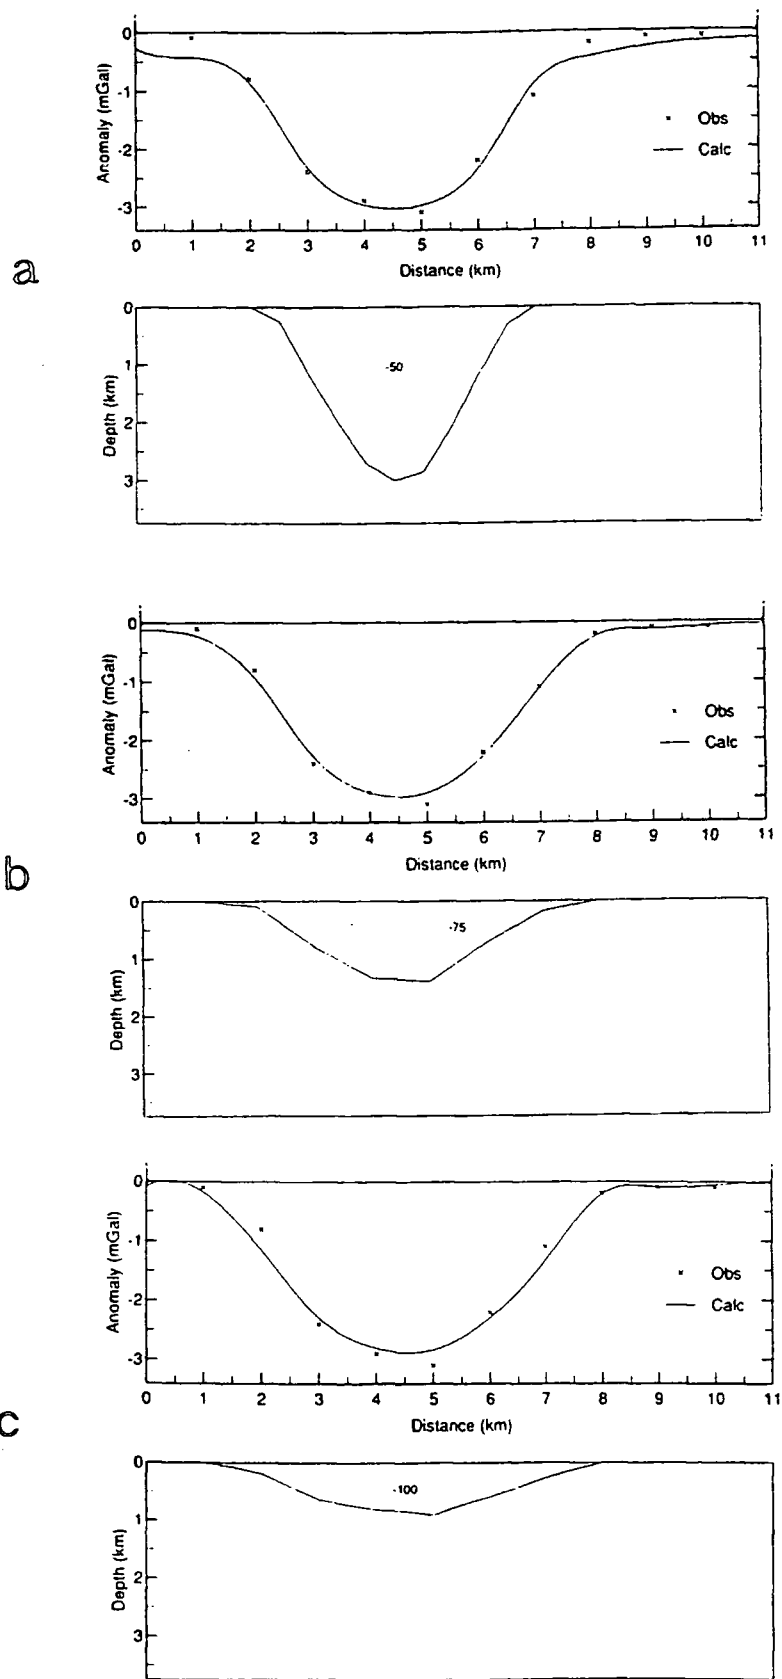 0
-1
-2
-3
Anomaly (mGal)
Obs
Calc
0 1 2 3 4 5 6 7 8 9 10 11
Distance (km)
a
0
1
2
3
Depth (km)
-50
0
-1
-2
-3
Anomaly (mGal)
Obs
Calc
0 1 2 3 4 5 6 7 8 9 10 11
Distance (km)
b
0
1
2
3
Depth (km)
-75
0
-1
-2
-3
Anomaly (mGal)
Obs
Calc
0 1 2 3 4 5 6 7 8 9 10 11
Distance (km)
c
0
1
2
3
Depth (km)
-100